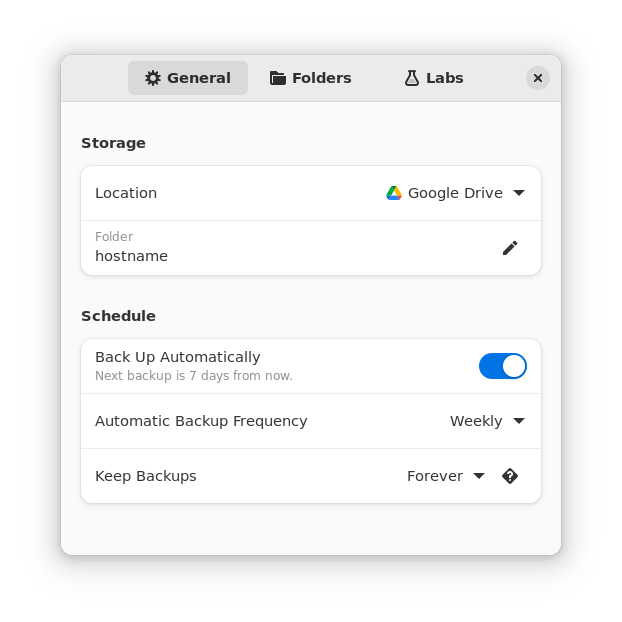 General Folders Labs
Storage
Location Google Drive
Folder
hostname
Schedule
Back Up Automatically
Next backup is 7 days from now.
Automatic Backup Frequency Weekly
Keep Backups Forever ?